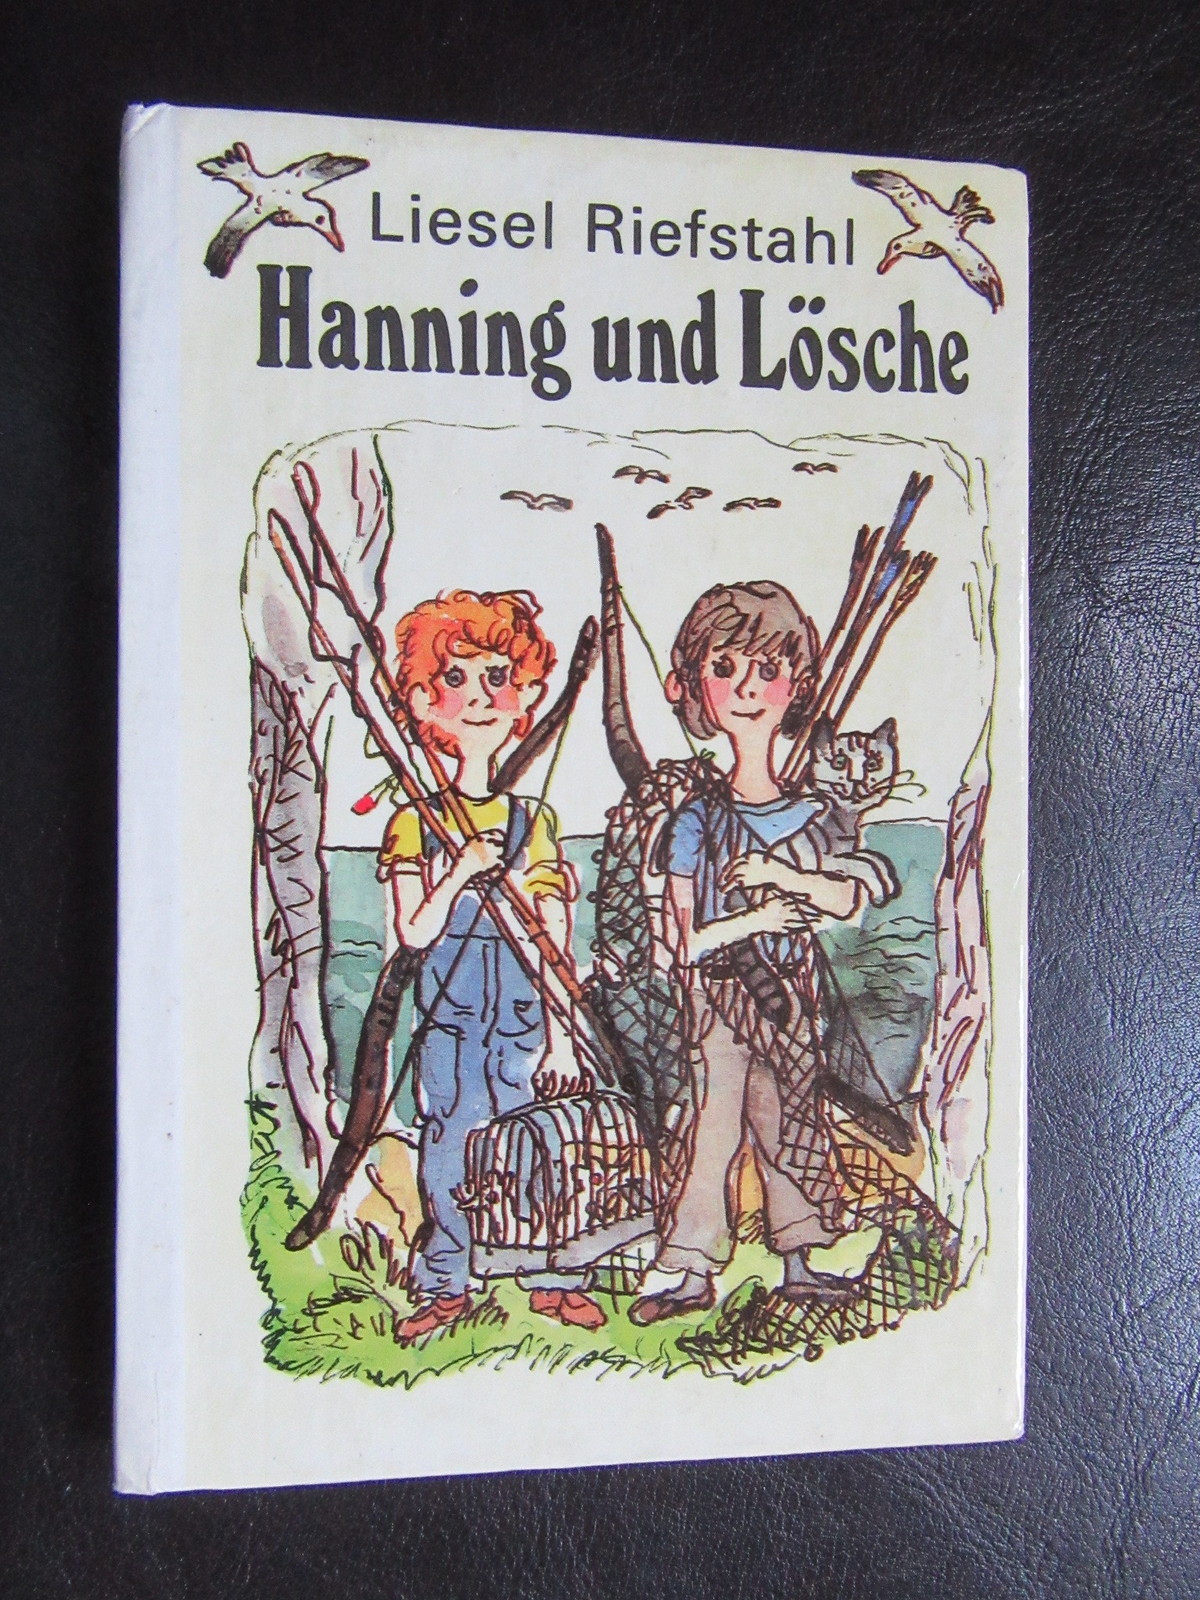 Liesel Riefstahl
Hanning und Lösche